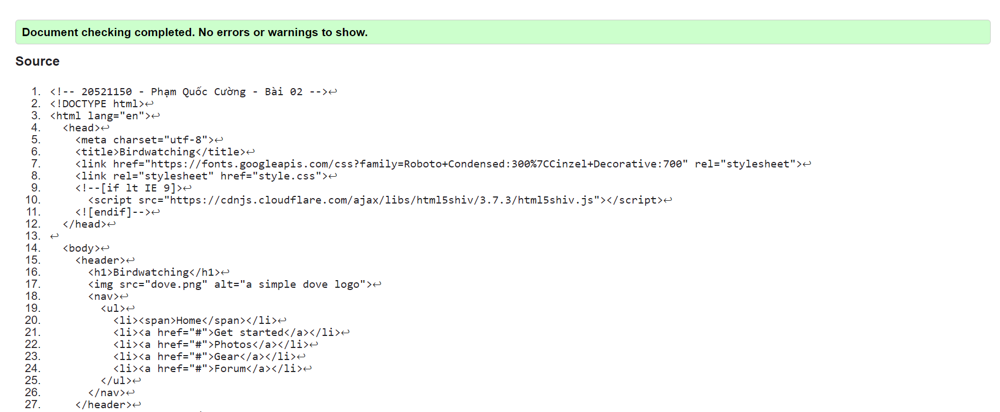 Document checking completed. No errors or warnings to show.
Source
1. <!-- 20521150 - Phạm Quốc Cường - Bài 02 -->↩
2. <!DOCTYPE html>↩
3. <html lang="en">↩
4.   <head>↩
5.     <meta charset="utf-8">↩
6.     <title>Birdwatching</title>↩
7.     <link href="https://fonts.googleapis.com/css?family=Roboto+Condensed:300%7CCinzel+Decorative:700" rel="stylesheet">↩
8.     <link rel="stylesheet" href="style.css">↩
9.     <!--[if lt IE 9]>↩
10.       <script src="https://cdnjs.cloudflare.com/ajax/libs/html5shiv/3.7.3/html5shiv.js"></script>↩
11.     <![endif]-->↩
12.   </head>↩
13. ↩
14.   <body>↩
15.     <header>↩
16.       <h1>Birdwatching</h1>↩
17.       <img src="dove.png" alt="a simple dove logo">↩
18.       <nav>↩
19.         <ul>↩
20.           <li><span>Home</span></li>↩
21.           <li><a href="#">Get started</a></li>↩
22.           <li><a href="#">Photos</a></li>↩
23.           <li><a href="#">Gear</a></li>↩
24.           <li><a href="#">Forum</a></li>↩
25.         </ul>↩
26.       </nav>↩
27.     </header>↩